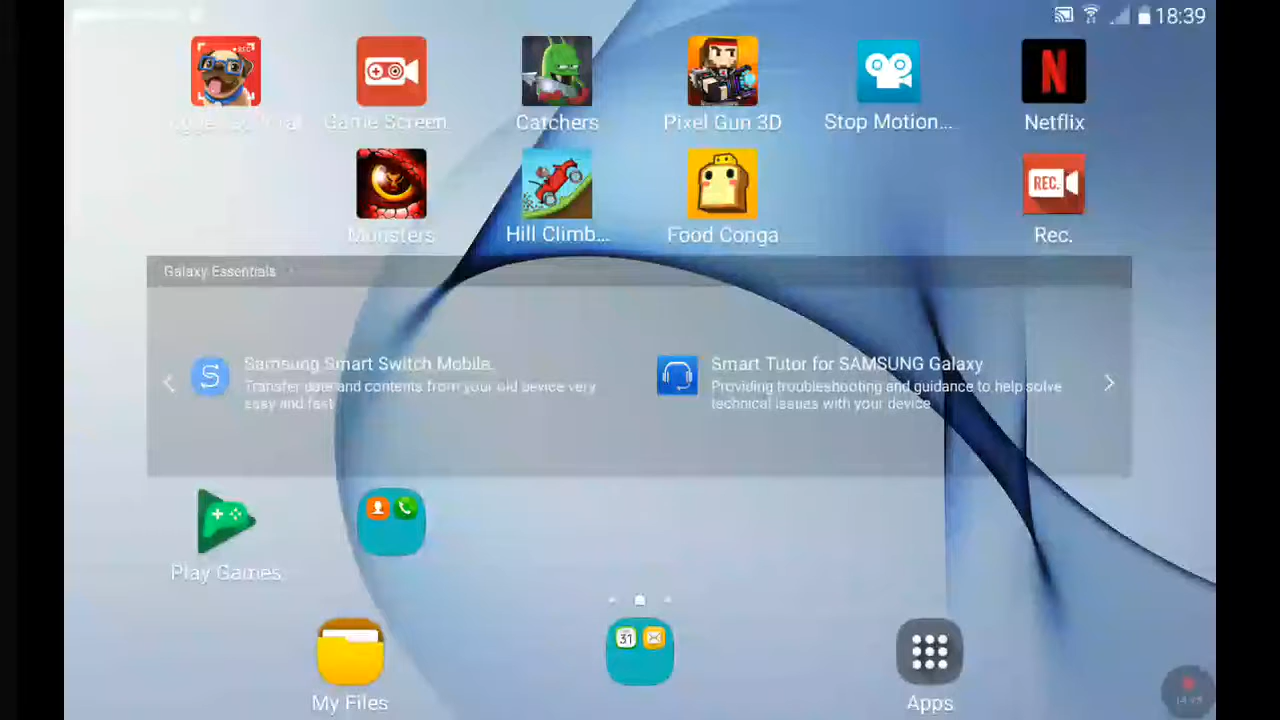 18:39
Game Screen
Catchers
Pixel Gun 3D
Stop Motion...
Netflix
REC
REC.
Monsters
Hill Climb...
Food Conga
Rec.
Galaxy Essentials
Samsung Smart Switch Mobile
Transfer data and contents from your old device very
easy and fast
Smart Tutor for SAMSUNG Galaxy
Providing troubleshooting and guidance to help solve
technical issues with your device
Play Games
31
My Files
Apps